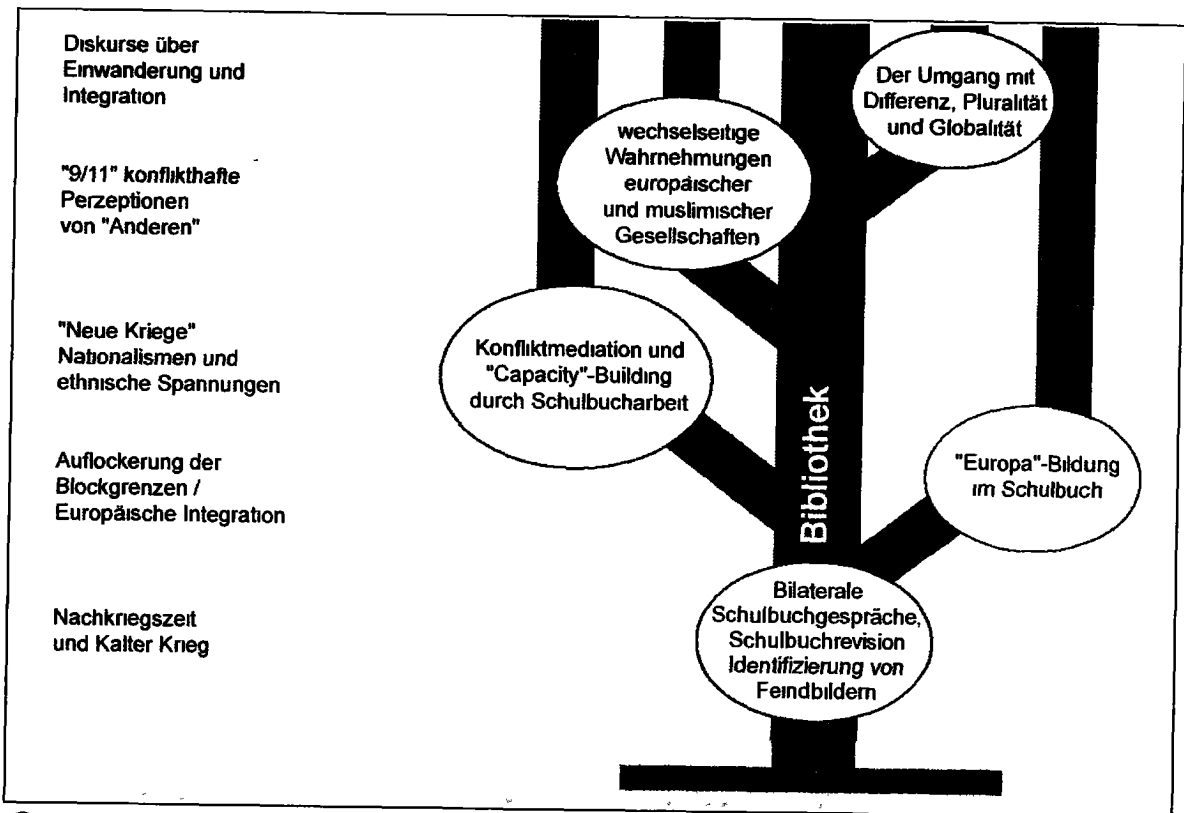 Diskurse über
Einwanderung und
Integration
"9/11" konflikthafte
Perzeptionen
von "Anderen"
"Neue Kriege"
Nationalismen und
ethnische Spannungen
Auflockerung der
Blockgrenzen /
Europäische Integration
Nachkriegszeit
und Kalter Krieg
Der Umgang mit
Differenz, Pluralität
und Globalität
wechselseitige
Wahrnehmungen
europäischer
und muslimischer
Gesellschaften
Konfliktmediation und
"Capacity"-Building
durch Schulbucharbeit
"Europa"-Bildung
im Schulbuch
Bibliothek
Bilaterale
Schulbuchgespräche,
Schulbuchrevision
Identifizierung von
Feindbildern